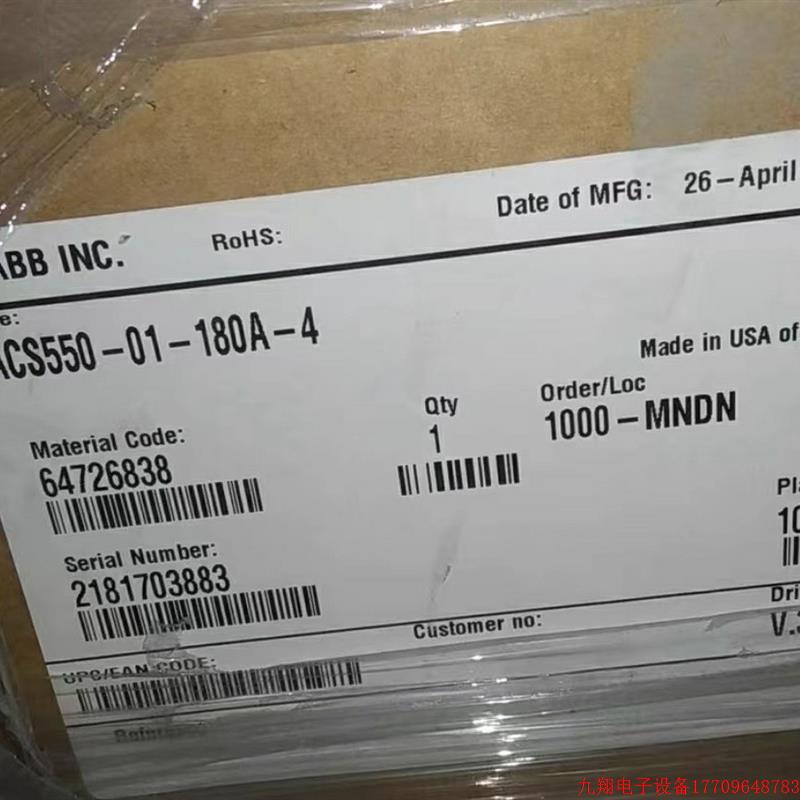 ABB INC.
RoHS:
Date of MFG: 26-April
e:
ACS550-01-180A-4
Made in USA of
Material Code:
64726838
Qty
1
Order/Loc
1000-MNDN
Serial Number:
2181703883
Customer no:
UPC/EAN CODE:
九翔电子设备17709648783